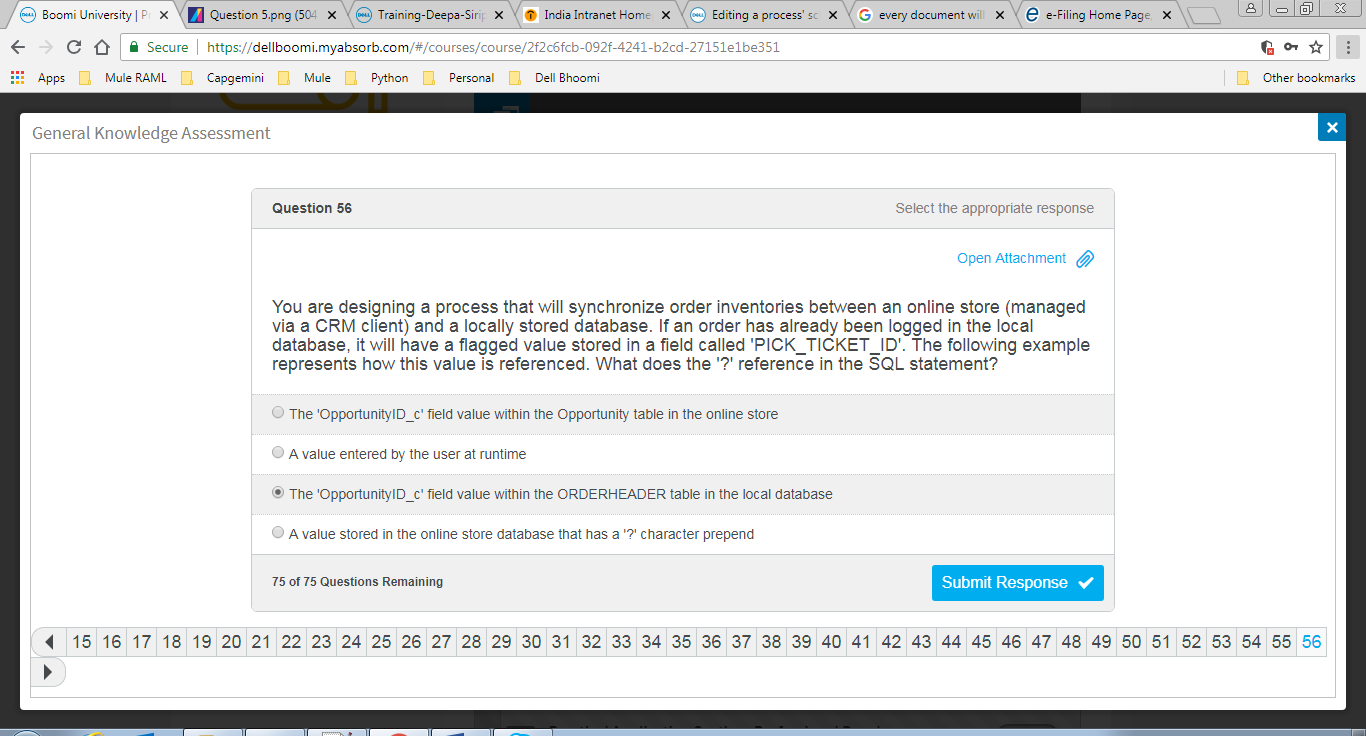 Boomi University | P
Question 5.png (504
Training-Deepa-Sirip
India Intranet Home
Editing a process' sc
every document will
e-Filing Home Page,
Secure
https://dellboomi.myabsorb.com/#/courses/course/2f2c6fcb-092f-4241-b2cd-27151e1be351
Apps
Mule RAML
Capgemini
Mule
Python
Personal
Dell Bhoomi
Other bookmarks
General Knowledge Assessment
Question 56
Select the appropriate response
Open Attachment
You are designing a process that will synchronize order inventories between an online store (managed
via a CRM client) and a locally stored database. If an order has already been logged in the local
database, it will have a flagged value stored in a field called 'PICK_TICKET_ID'. The following example
represents how this value is referenced. What does the '?' reference in the SQL statement?
The 'OpportunityID_c' field value within the Opportunity table in the online store
A value entered by the user at runtime
The 'OpportunityID_c' field value within the ORDERHEADER table in the local database
A value stored in the online store database that has a '?' character prepend
75 of 75 Questions Remaining
Submit Response
15 16 17 18 19 20 21 22 23 24 25 26 27 28 29 30 31 32 33 34 35 36 37 38 39 40 41 42 43 44 45 46 47 48 49 50 51 52 53 54 55 56